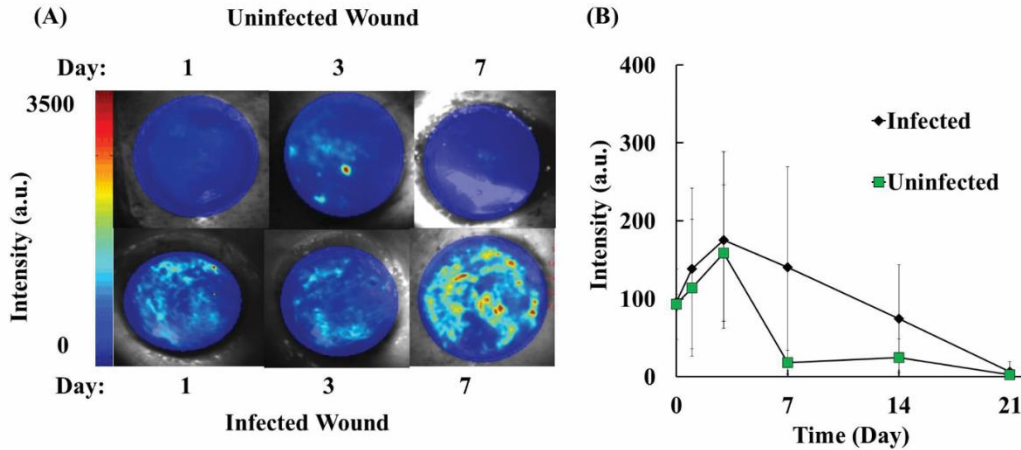 (A)
Uninfected Wound
Day: 1 3 7
3500
Intensity (a.u.)
0
Day: 1 3 7
Infected Wound
(B)
400
300
200
100
0
Intensity (a.u.)
Infected
Uninfected
0 7 14 21
Time (Day)